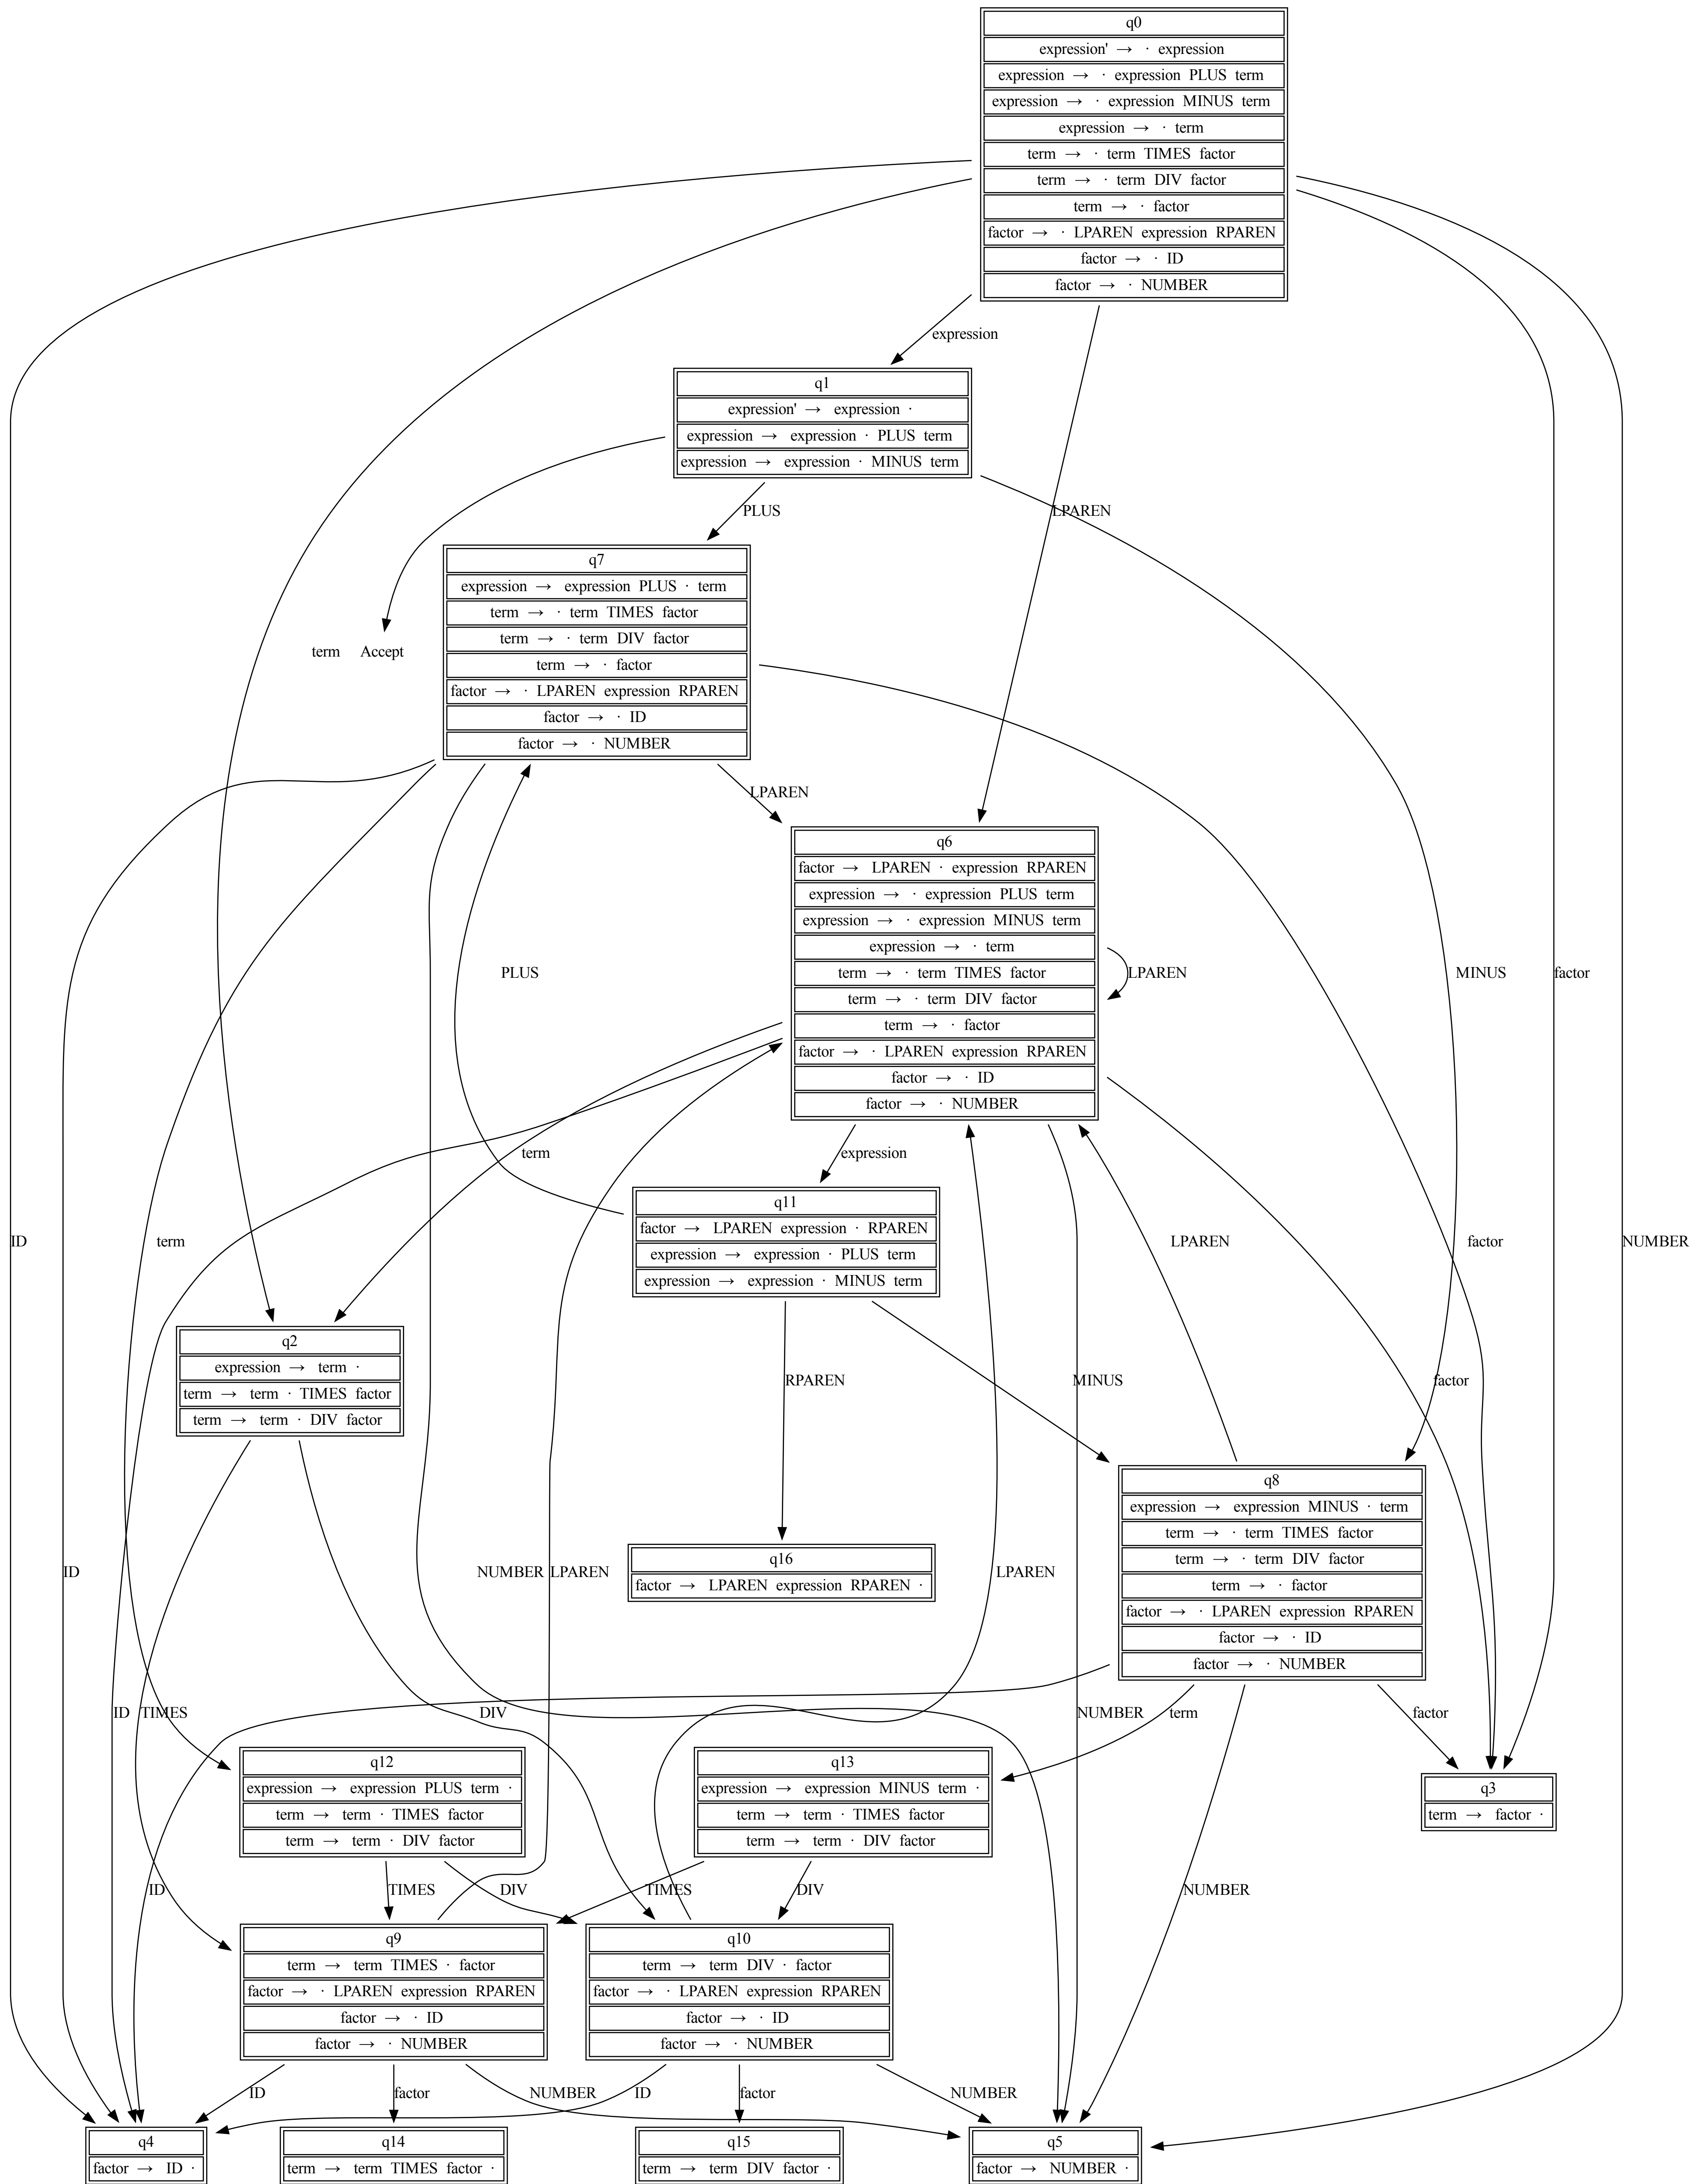 q0
expression' → · expression
expression → · expression PLUS term
expression → · expression MINUS term
expression → · term
term → · term TIMES factor
term → · term DIV factor
term → · factor
factor → · LPAREN expression RPAREN
factor → · ID
factor → · NUMBER
expression
q1
expression' → expression ·
expression → expression · PLUS term
expression → expression · MINUS term
PLUS
LPAREN
q7
expression → expression PLUS · term
term → · term TIMES factor
term → · term DIV factor
term → · factor
factor → · LPAREN expression RPAREN
factor → · ID
factor → · NUMBER
term
Accept
LPAREN
q6
factor → LPAREN · expression RPAREN
expression → · expression PLUS term
expression → · expression MINUS term
expression → · term
term → · term TIMES factor
term → · term DIV factor
term → · factor
factor → · LPAREN expression RPAREN
factor → · ID
factor → · NUMBER
PLUS
LPAREN
MINUS
factor
term
expression
q11
factor → LPAREN expression · RPAREN
expression → expression · PLUS term
expression → expression · MINUS term
ID
term
LPAREN
factor
NUMBER
q2
expression → term ·
term → term · TIMES factor
term → term · DIV factor
RPAREN
MINUS
factor
q8
expression → expression MINUS · term
term → · term TIMES factor
term → · term DIV factor
term → · factor
factor → · LPAREN expression RPAREN
factor → · ID
factor → · NUMBER
q16
factor → LPAREN expression RPAREN ·
ID
NUMBER
LPAREN
LPAREN
ID
TIMES
DIV
NUMBER
term
factor
q12
expression → expression PLUS term ·
term → term · TIMES factor
term → term · DIV factor
q13
expression → expression MINUS term ·
term → term · TIMES factor
term → term · DIV factor
q3
term → factor ·
ID
TIMES
DIV
TIMES
DIV
NUMBER
q9
term → term TIMES · factor
factor → · LPAREN expression RPAREN
factor → · ID
factor → · NUMBER
q10
term → term DIV · factor
factor → · LPAREN expression RPAREN
factor → · ID
factor → · NUMBER
ID
factor
NUMBER
ID
factor
NUMBER
q4
factor → ID ·
q14
term → term TIMES factor ·
q15
term → term DIV factor ·
q5
factor → NUMBER ·